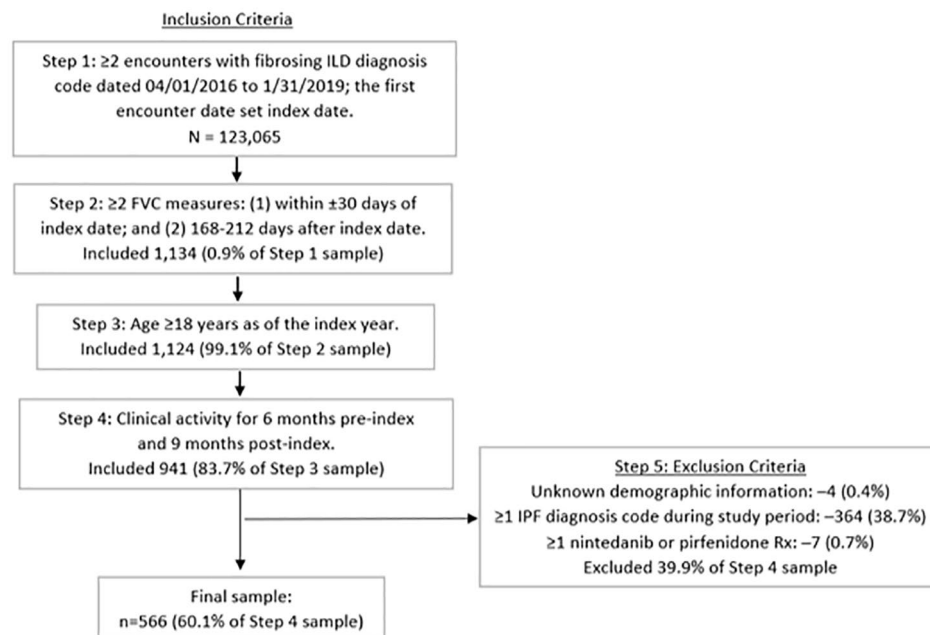 Inclusion Criteria
Step 1: ≥2 encounters with fibrosing ILD diagnosis
code dated 04/01/2016 to 1/31/2019; the first
encounter date set index date.
N = 123,065
Step 2: ≥2 FVC measures: (1) within ±30 days of
index date; and (2) 168-212 days after index date.
Included 1,134 (0.9% of Step 1 sample)
Step 3: Age ≥18 years as of the index year.
Included 1,124 (99.1% of Step 2 sample)
Step 4: Clinical activity for 6 months pre-index
and 9 months post-index.
Included 941 (83.7% of Step 3 sample)
Step 5: Exclusion Criteria
Unknown demographic information: –4 (0.4%)
≥1 IPF diagnosis code during study period: –364 (38.7%)
≥1 nintedanib or pirfenidone Rx: –7 (0.7%)
Excluded 39.9% of Step 4 sample
Final sample:
n=566 (60.1% of Step 4 sample)